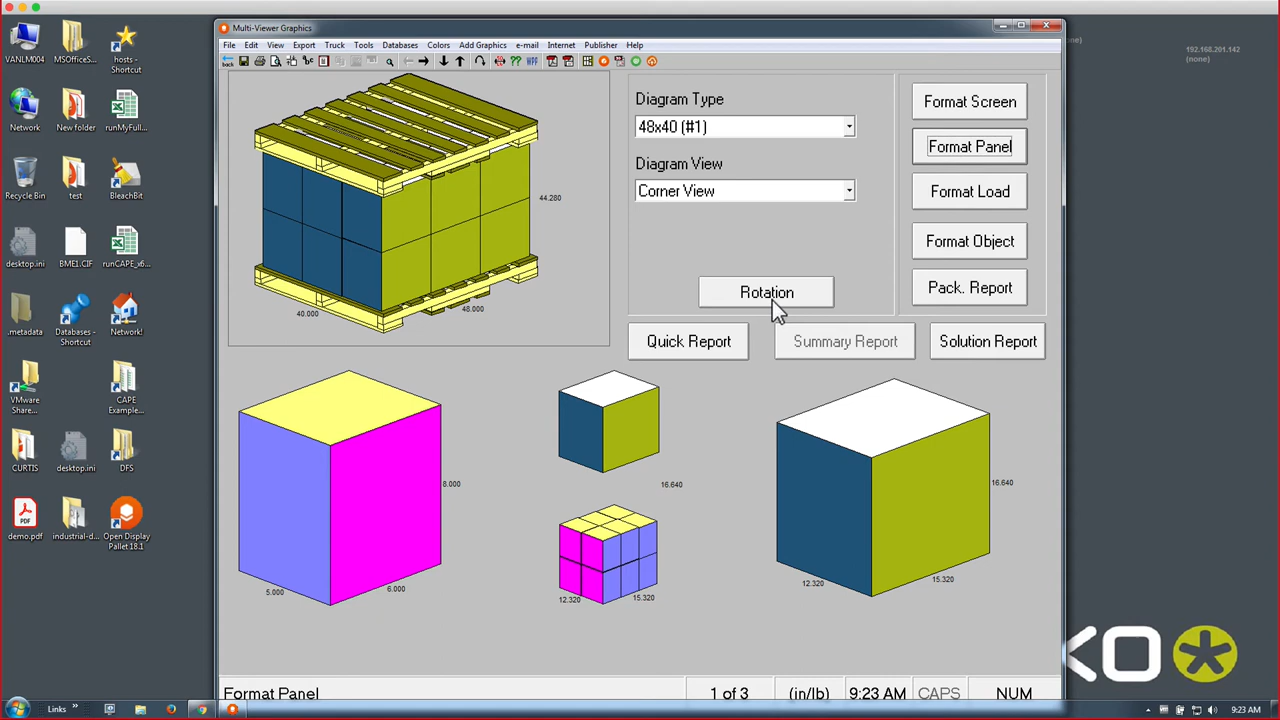 Multi-Viewer Graphics
File Edit View Export Truck Tools Databases Colors Add Graphics e-mail Internet Publisher Help
Diagram Type
48x40 (#1)
Diagram View
Corner View
Rotation
Format Screen
Format Panel
Format Load
Format Object
Pack. Report
Quick Report
Summary Report
Solution Report
44.280
40.000
48.000
8.000
5.000
6.000
16.640
12.320
15.320
16.640
12.320
15.320
Format Panel
1 of 3
(in/lb)
9:23 AM
CAPS
NUM
VANLM004
MSOfficeS...
hosts - Shortcut
Network
New folder
runMyFull...
Recycle Bin
test
BleachBit
desktop.ini
BME1.CIF
runCAPE_x6...
.metadata
Databases - Shortcut
Network!
VMware Share...
CAPE Example...
CURTIS
desktop.ini
DFS
demo.pdf
industrial-d...
Open Display Pallet 18.1
192.168.201.142
(none)
KO
Links »
9:23 AM